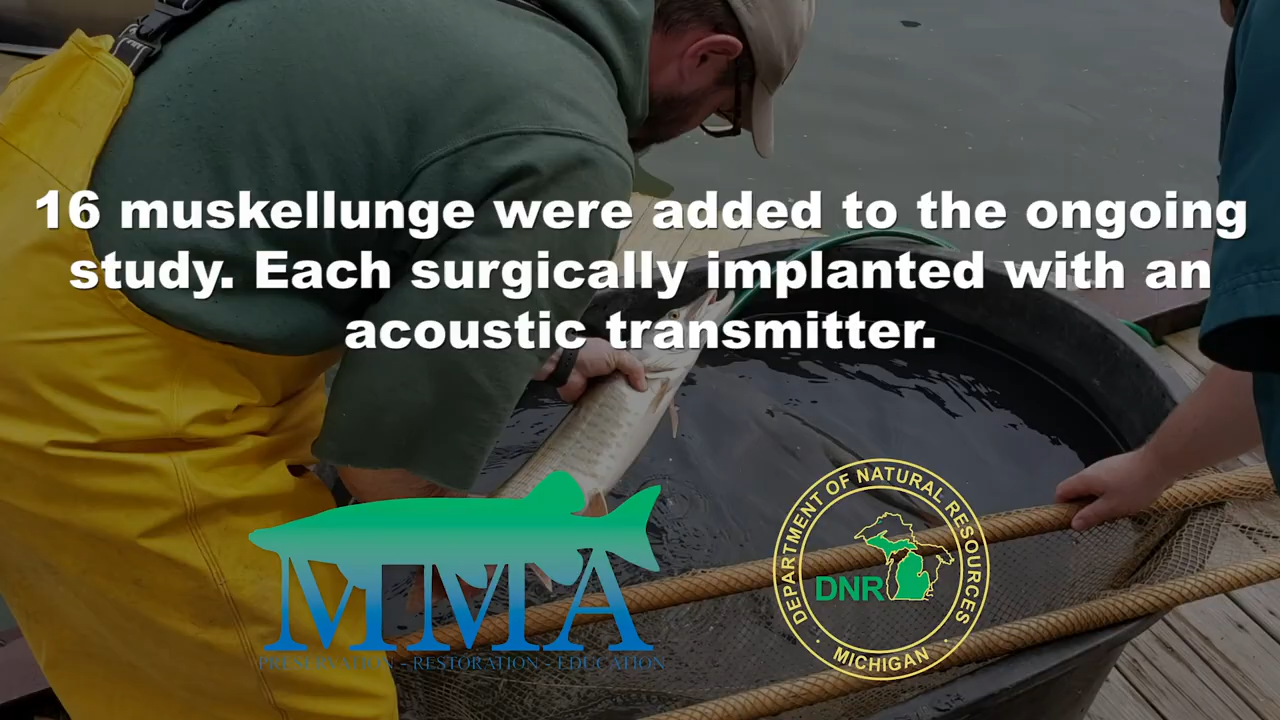 16 muskellunge were added to the ongoing
study. Each surgically implanted with an
acoustic transmitter.
MMA
PRESERVATION - RESTORATION - EDUCATION
DEPARTMENT OF NATURAL RESOURCES
DNR
MICHIGAN